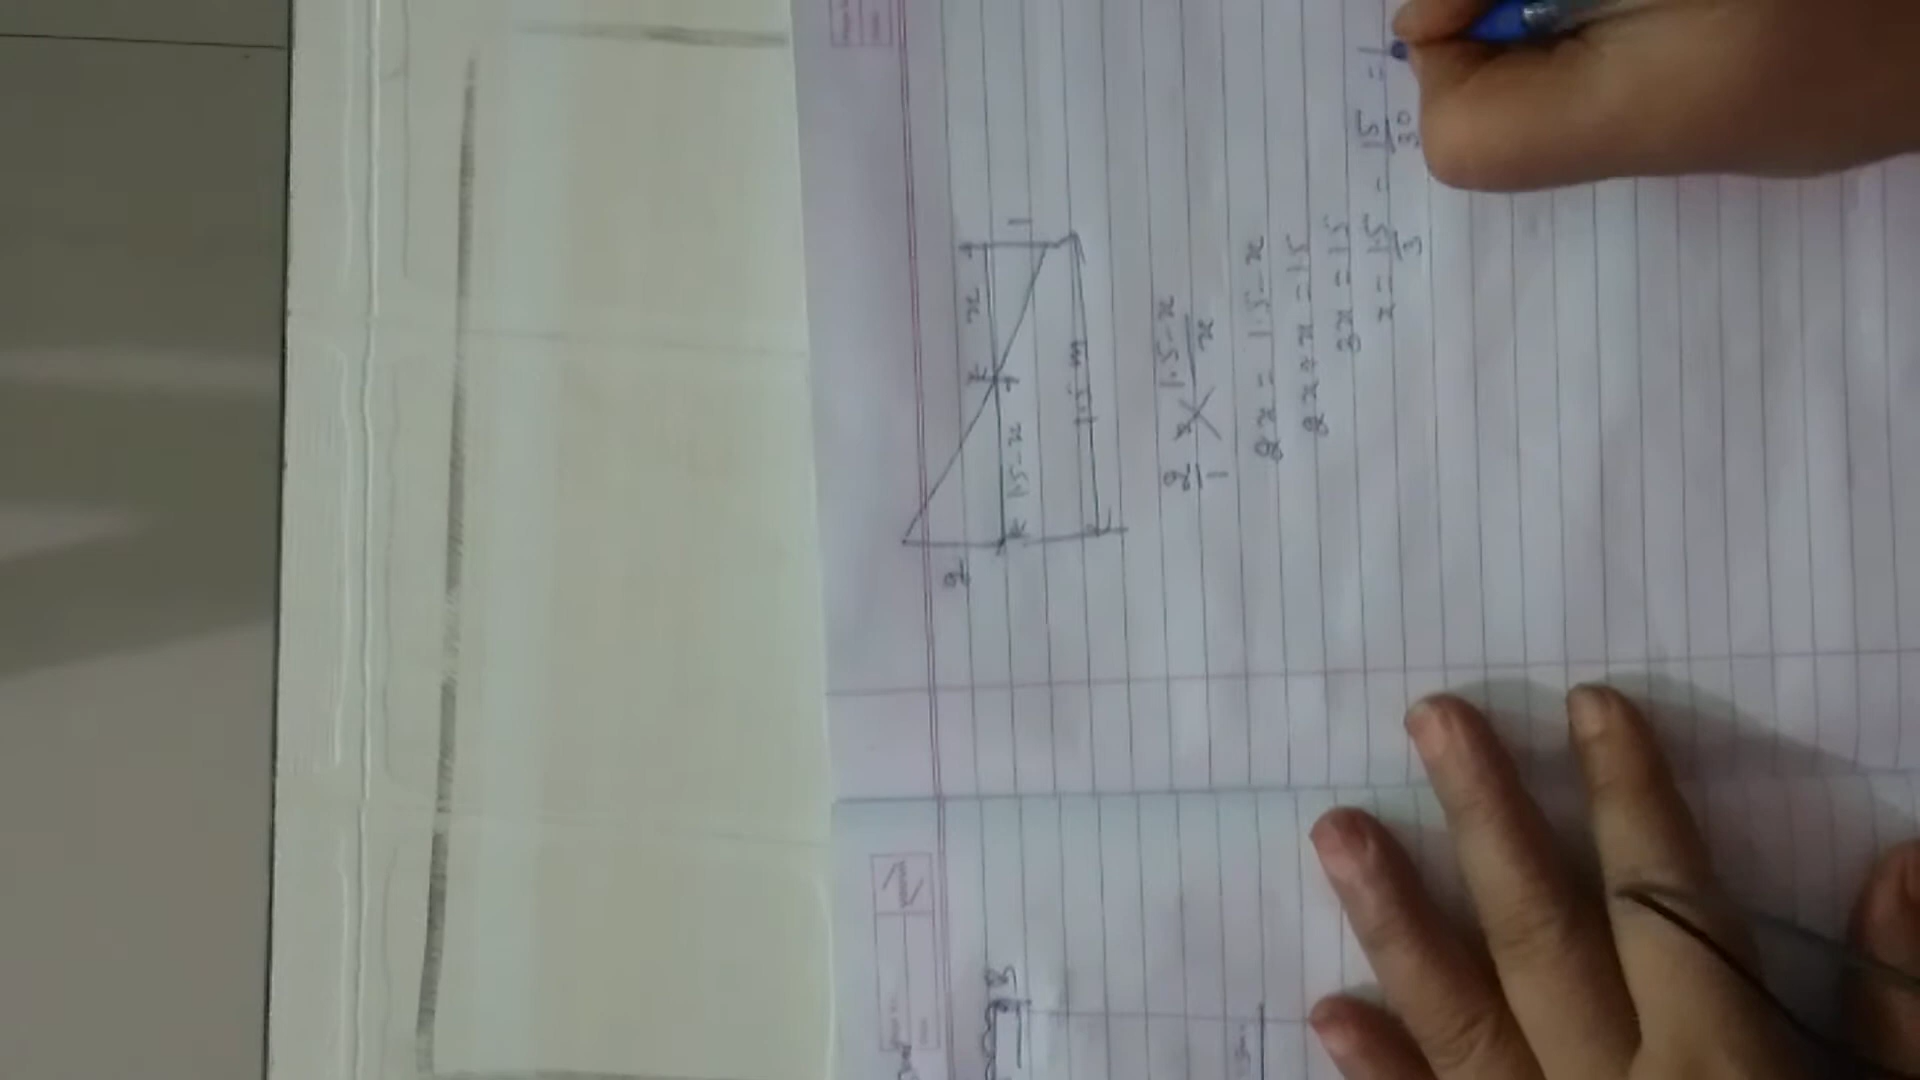 2
1.5-x
x
1
1.5 m
2/1 1.5-x/x
2x = 1.5-x
2x+x = 1.5
3x = 1.5
x = 1.5/3 = 15/30 = 1